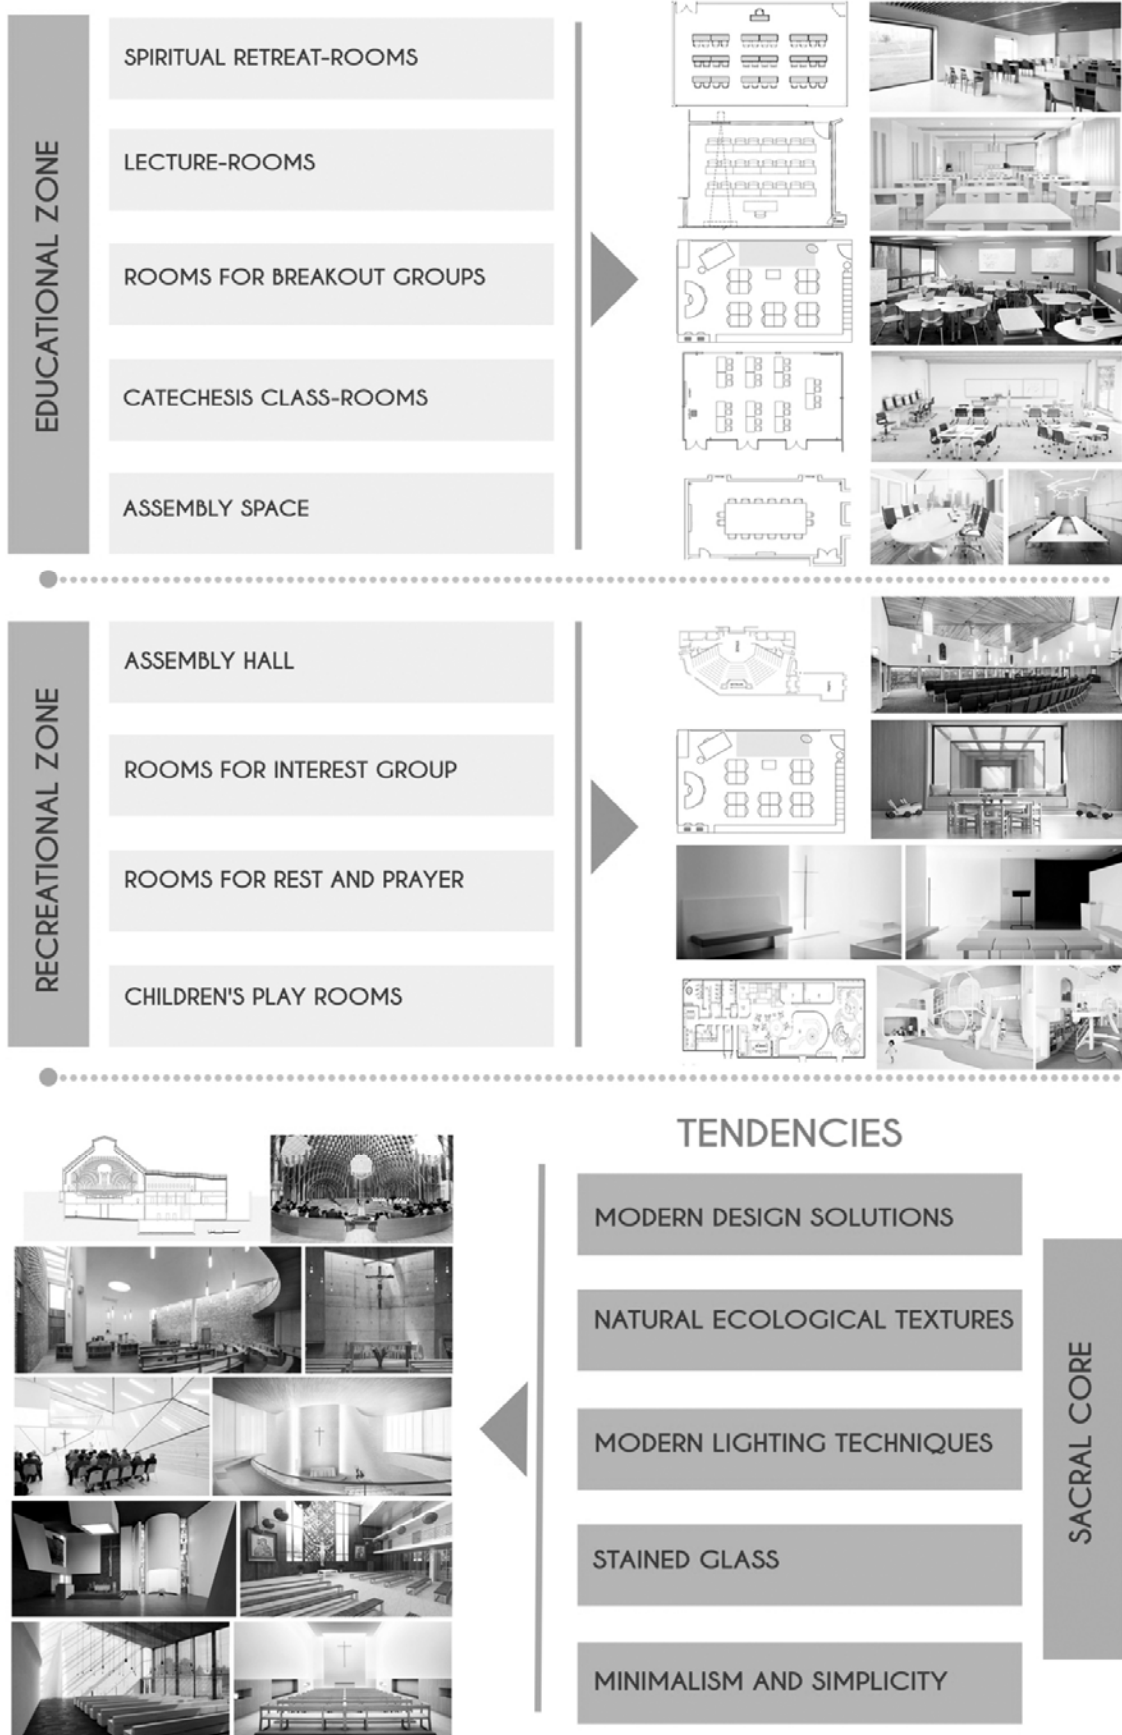 EDUCATIONAL ZONE
SPIRITUAL RETREAT-ROOMS
LECTURE-ROOMS
ROOMS FOR BREAKOUT GROUPS
CATECHESIS CLASS-ROOMS
ASSEMBLY SPACE
RECREATIONAL ZONE
ASSEMBLY HALL
ROOMS FOR INTEREST GROUP
ROOMS FOR REST AND PRAYER
CHILDREN'S PLAY ROOMS
TENDENCIES
MODERN DESIGN SOLUTIONS
NATURAL ECOLOGICAL TEXTURES
MODERN LIGHTING TECHNIQUES
STAINED GLASS
MINIMALISM AND SIMPLICITY
SACRAL CORE